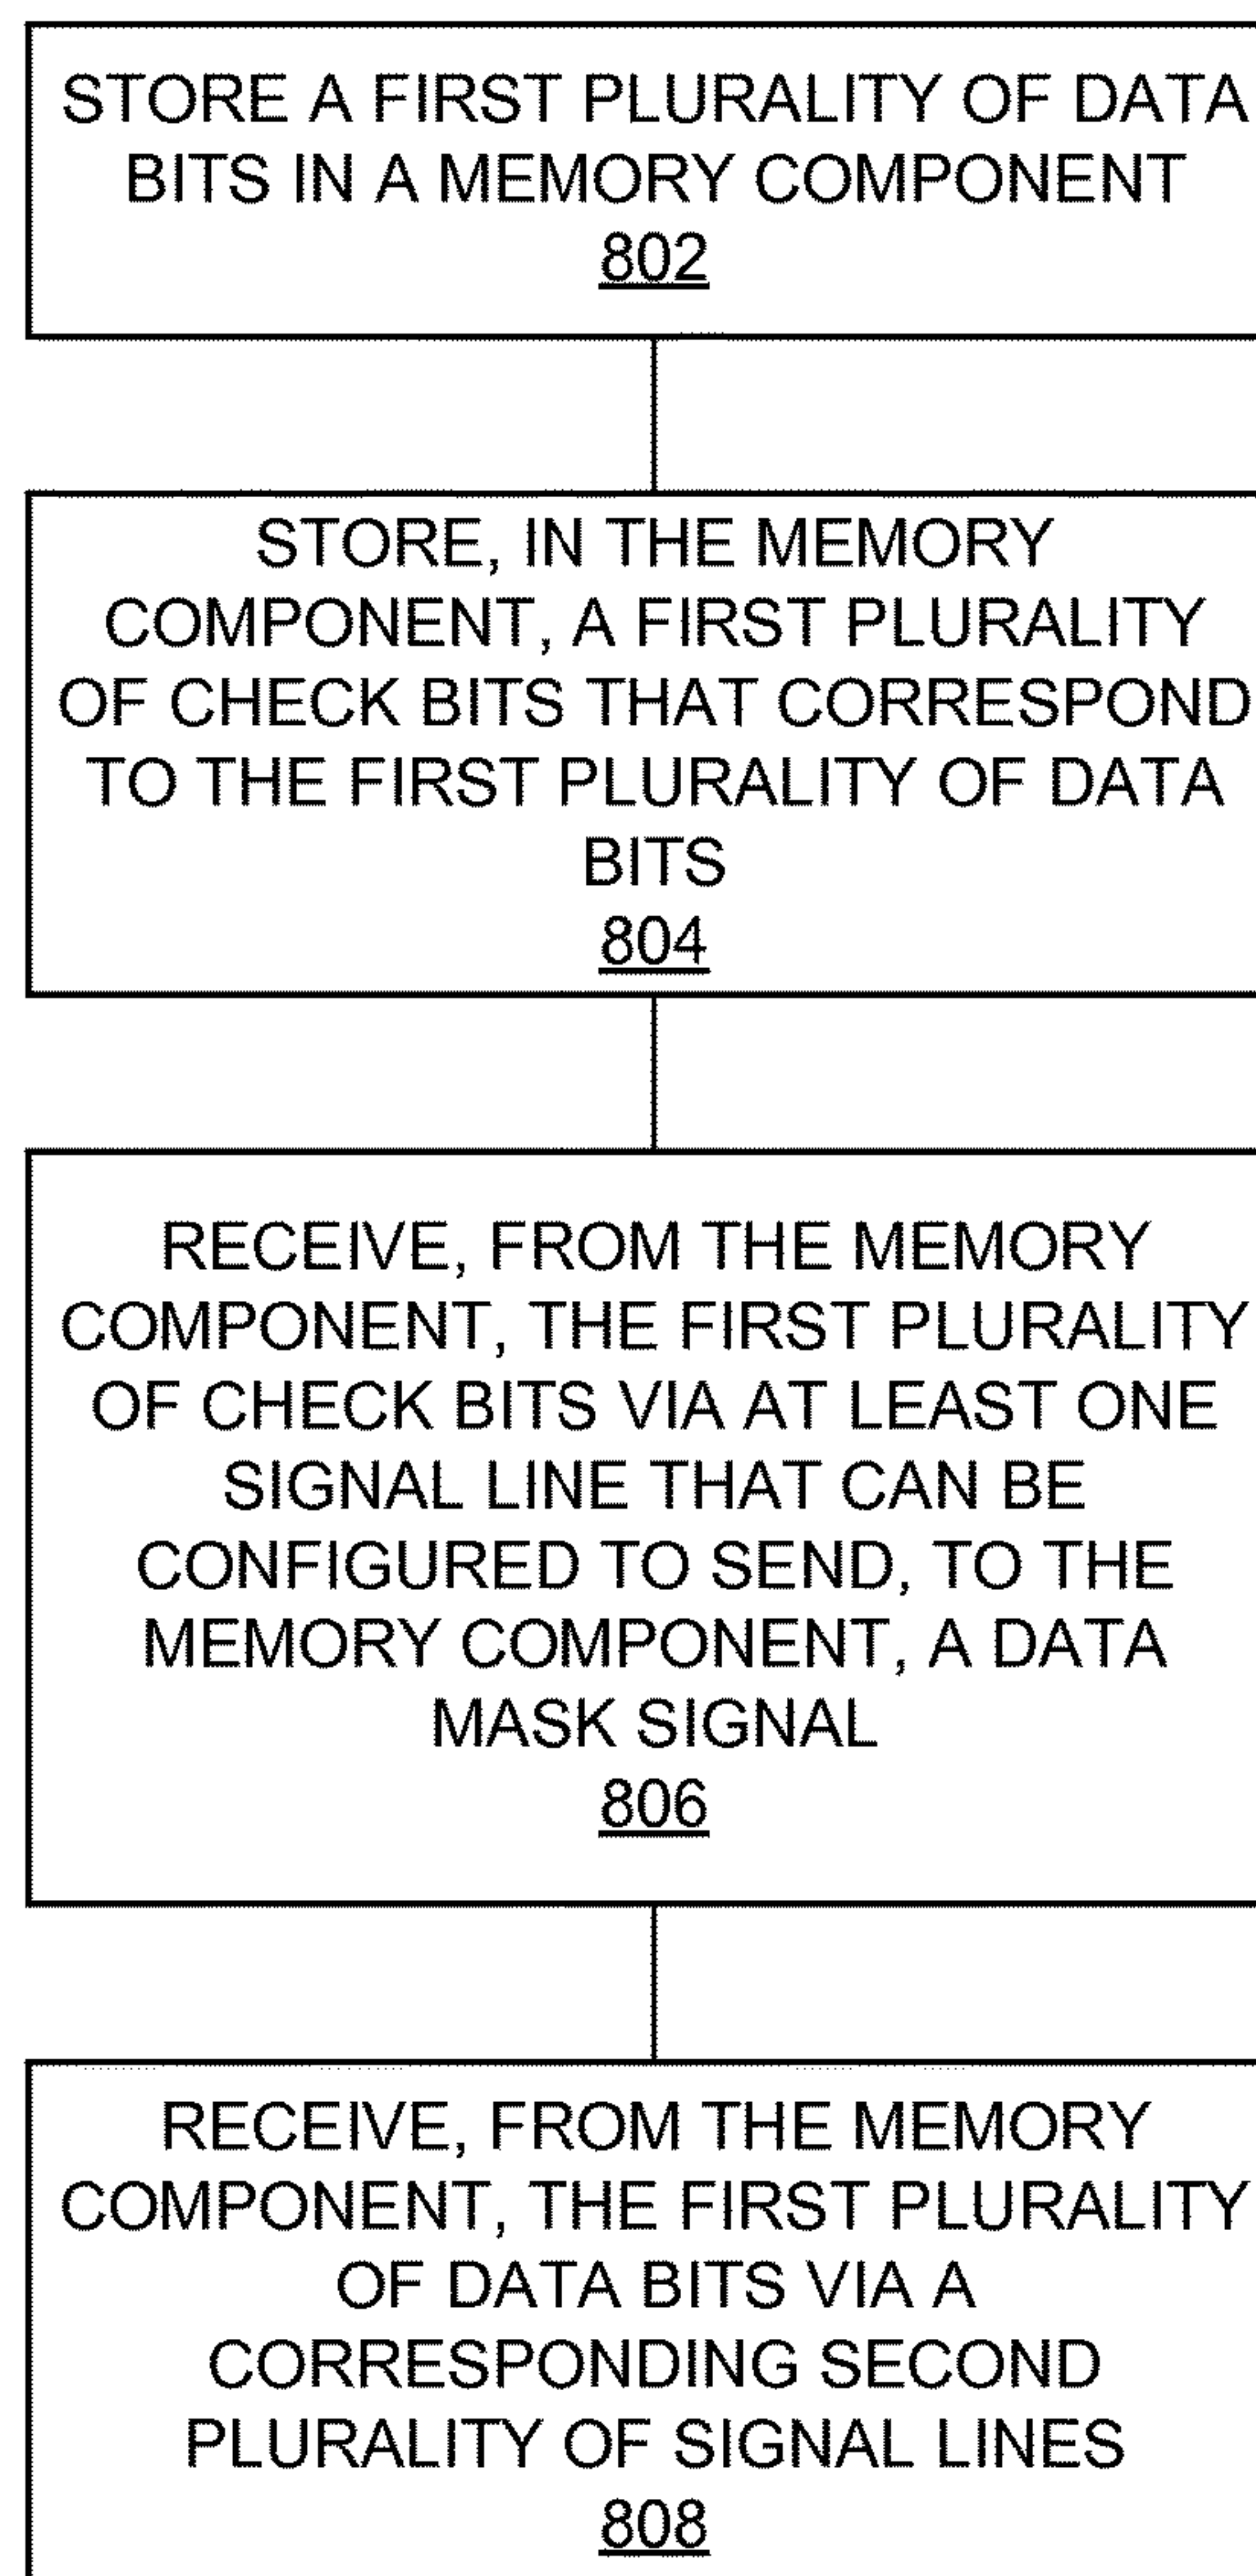 STORE A FIRST PLURALITY OF DATA
BITS IN A MEMORY COMPONENT
802
STORE, IN THE MEMORY
COMPONENT, A FIRST PLURALITY
OF CHECK BITS THAT CORRESPOND
TO THE FIRST PLURALITY OF DATA
BITS
804
RECEIVE, FROM THE MEMORY
COMPONENT, THE FIRST PLURALITY
OF CHECK BITS VIA AT LEAST ONE
SIGNAL LINE THAT CAN BE
CONFIGURED TO SEND, TO THE
MEMORY COMPONENT, A DATA
MASK SIGNAL
806
RECEIVE, FROM THE MEMORY
COMPONENT, THE FIRST PLURALITY
OF DATA BITS VIA A
CORRESPONDING SECOND
PLURALITY OF SIGNAL LINES
808